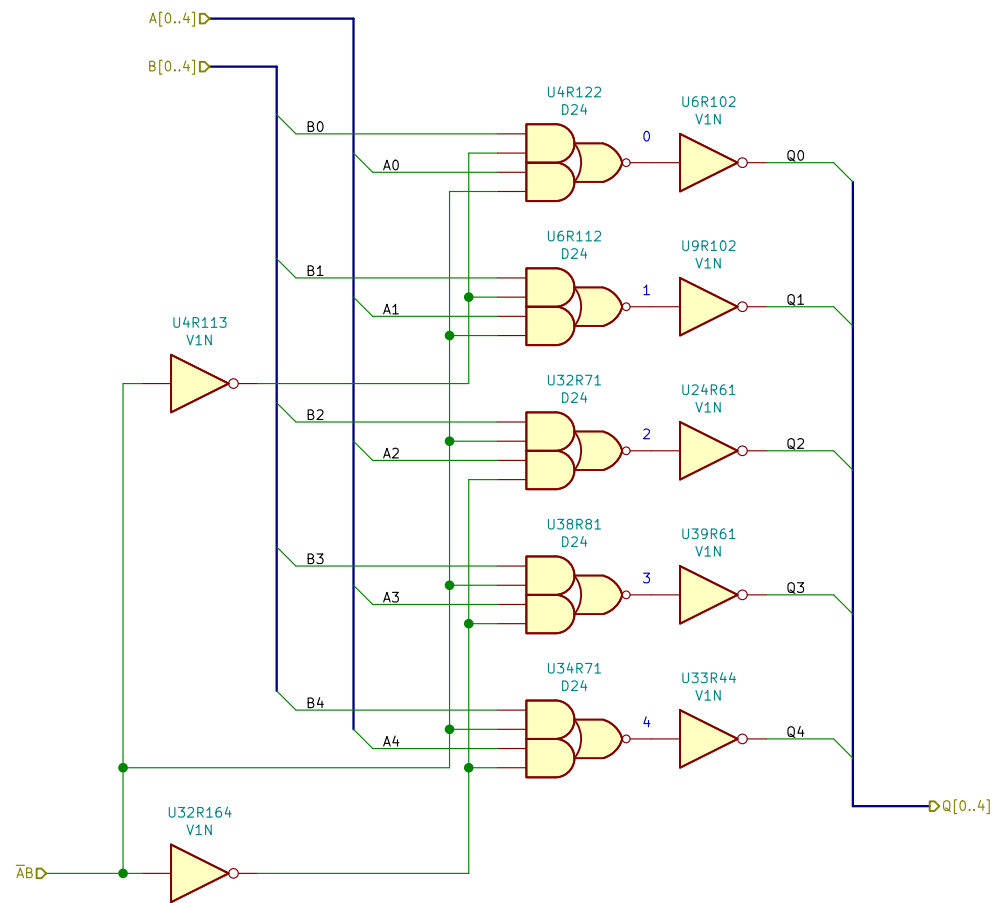 A[0..4]
B[0..4]
U4R122
D24
U6R102
V1N
B0
0
A0
Q0
U6R112
D24
U9R102
V1N
B1
1
A1
Q1
U4R113
V1N
U32R71
D24
U24R61
V1N
B2
2
A2
Q2
U38R81
D24
U39R61
V1N
B3
3
A3
Q3
U34R71
D24
U33R44
V1N
B4
4
A4
Q4
Q[0..4]
U32R164
V1N
A̅B